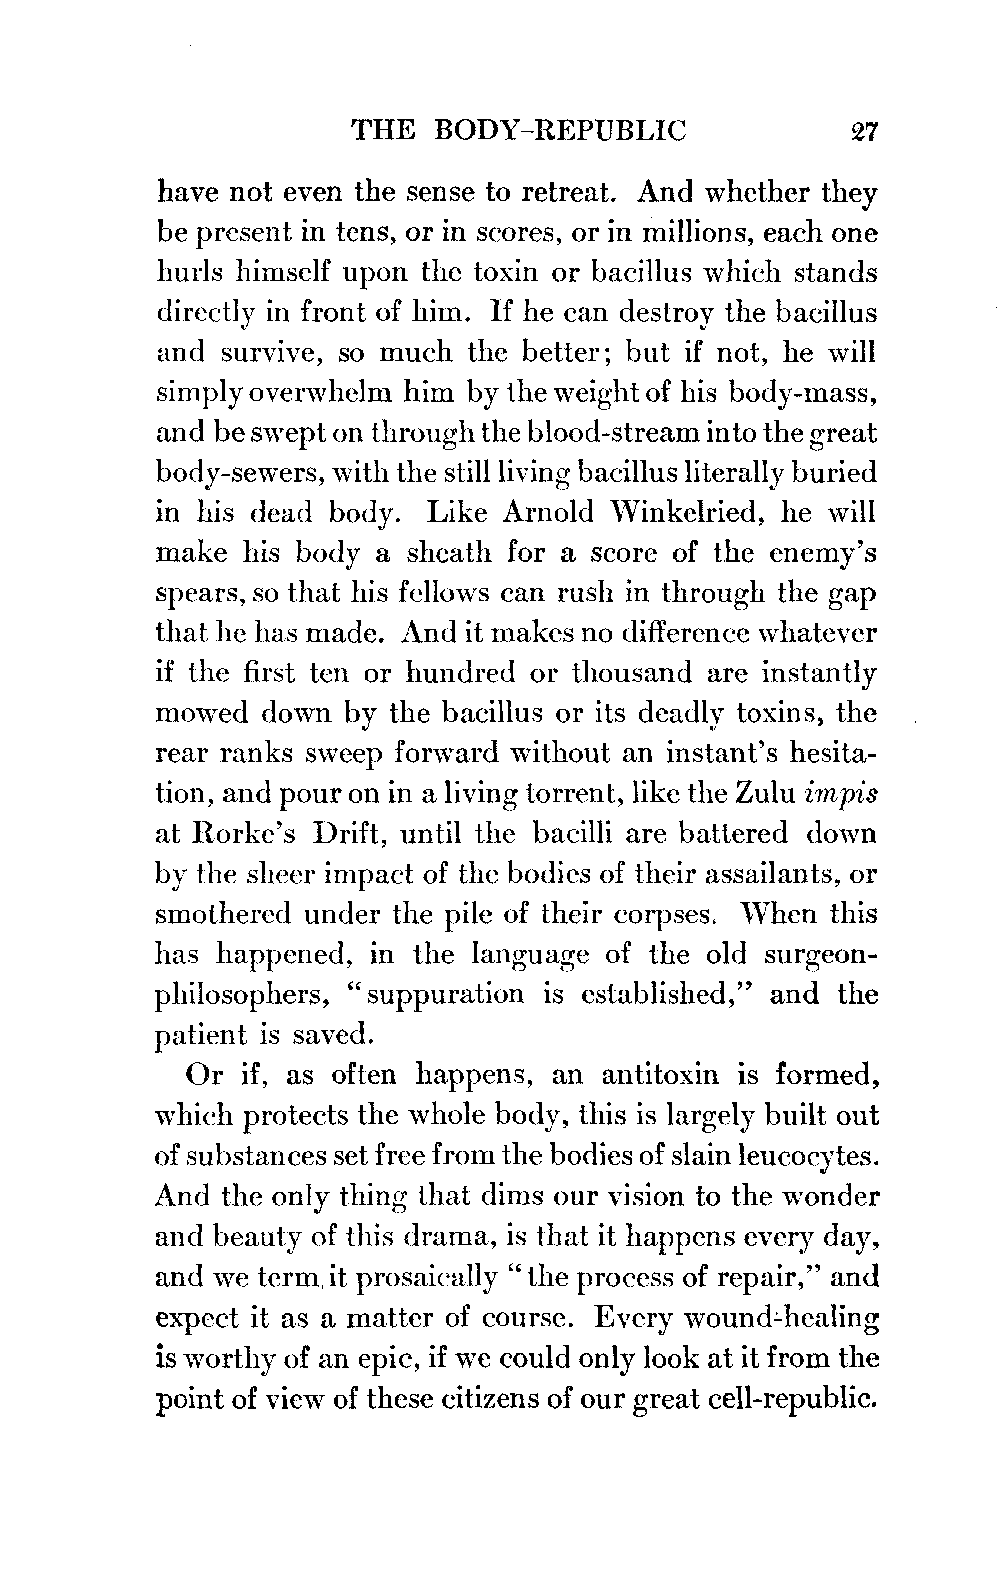 THE BODY-REPUBLIC 27
have not even the sense to retreat. And whether they
be present in tens, or in scores, or in millions, each one
hurls himself upon the toxin or bacillus which stands
directly in front of him. If he can destroy the bacillus
and survive, so much the better; but if not, he will
simply overwhelm him by the weight of his body-mass,
and be swept on through the blood-stream into the great
body-sewers, with the still living bacillus literally buried
in his dead body. Like Arnold Winkelried, he will
make his body a sheath for a score of the enemy's
spears, so that his fellows can rush in through the gap
that he has made. And it makes no difference whatever
if the first ten or hundred or thousand are instantly
mowed down by the bacillus or its deadly toxins, the
rear ranks sweep forward without an instant's hesita-
tion, and pour on in a living torrent, like the Zulu impis
at Rorke's Drift, until the bacilli are battered down
by the sheer impact of the bodies of their assailants, or
smothered under the pile of their corpses. When this
has happened, in the language of the old surgeon-
philosophers, "suppuration is established," and the
patient is saved.
Or if, as often happens, an antitoxin is formed,
which protects the whole body, this is largely built out
of substances set free from the bodies of slain leucocytes.
And the only thing that dims our vision to the wonder
and beauty of this drama, is that it happens every day,
and we term it prosaically "the process of repair," and
expect it as a matter of course. Every wound-healing
is worthy of an epic, if we could only look at it from the
point of view of these citizens of our great cell-republic.